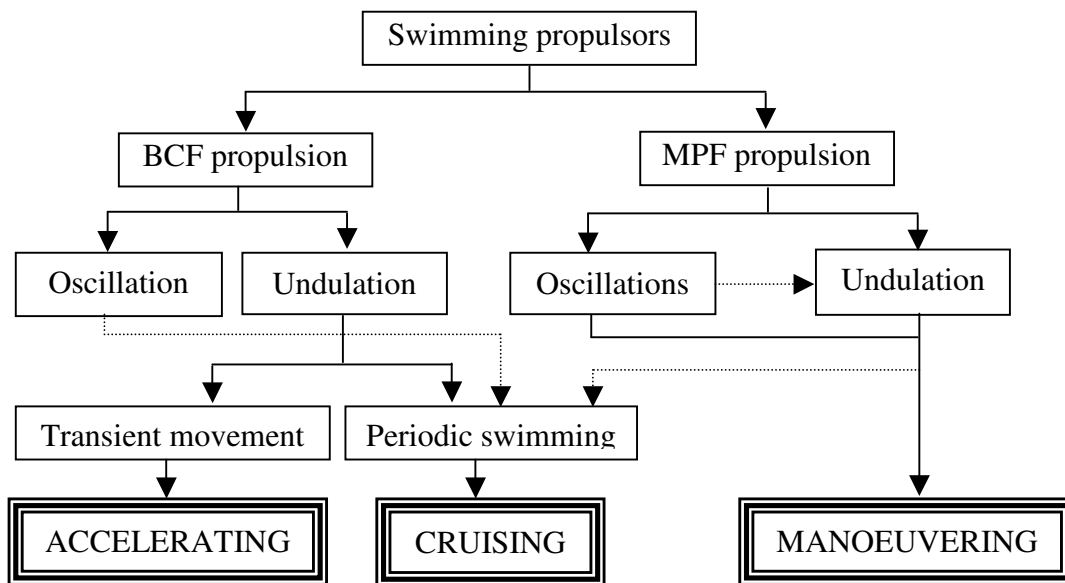 Swimming propulsors
BCF propulsion
MPF propulsion
Oscillation
Undulation
Oscillations
Undulation
Transient movement
Periodic swimming
ACCELERATING
CRUISING
MANOEUVERING